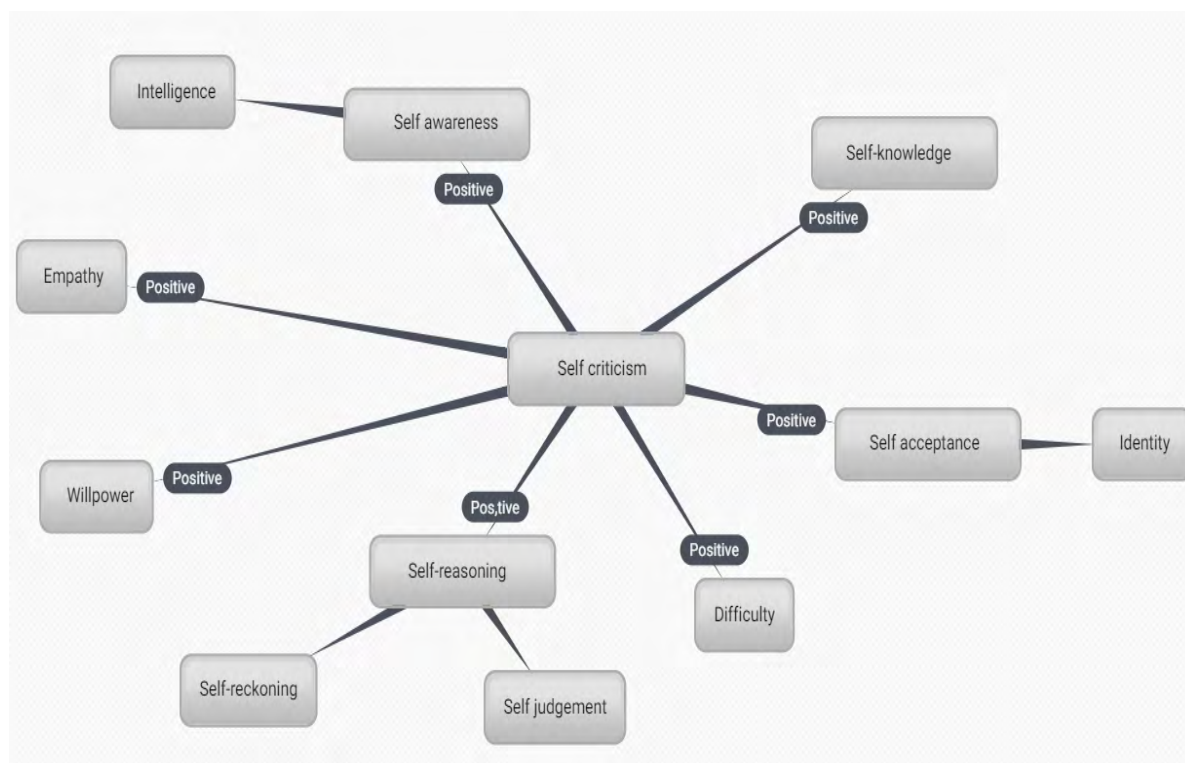 Intelligence
Self awareness
Self-knowledge
Positive
Positive
Empathy
Positive
Self criticism
Positive
Self acceptance
Identity
Willpower
Positive
Pos,tive
Positive
Self-reasoning
Difficulty
Self-reckoning
Self judgement